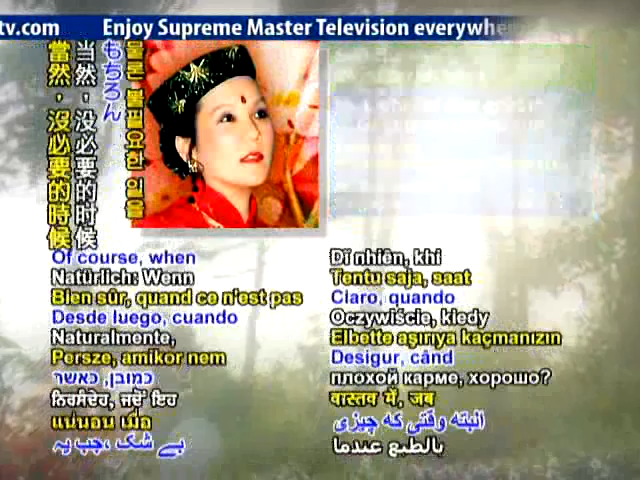 tv.com
Enjoy Supreme Master Television everywhe
當然，沒必要的時候
当然，没必要的时候
もちろん
물론 불필요한 일을
Of course, when
Natürlich: Wenn
Bien sûr, quand ce n'est pas
Desde luego, cuando
Naturalmente,
Persze, amikor nem
כמובן, כאשר
ਨਿਰਸੰਦੇਹ, ਜਦੋਂ ਇਹ
แน่นอน เมื่อ
بے شک ،جب یہ
Dĩ nhiên, khi
Tentu saja, saat
Claro, quando
Oczywiście, kiedy
Elbette aşırıya kaçmanızın
Desigur, când
плохой карме, хорошо?
वास्तव में, जब
البته وقتی که چیزی
بالطبع عندما